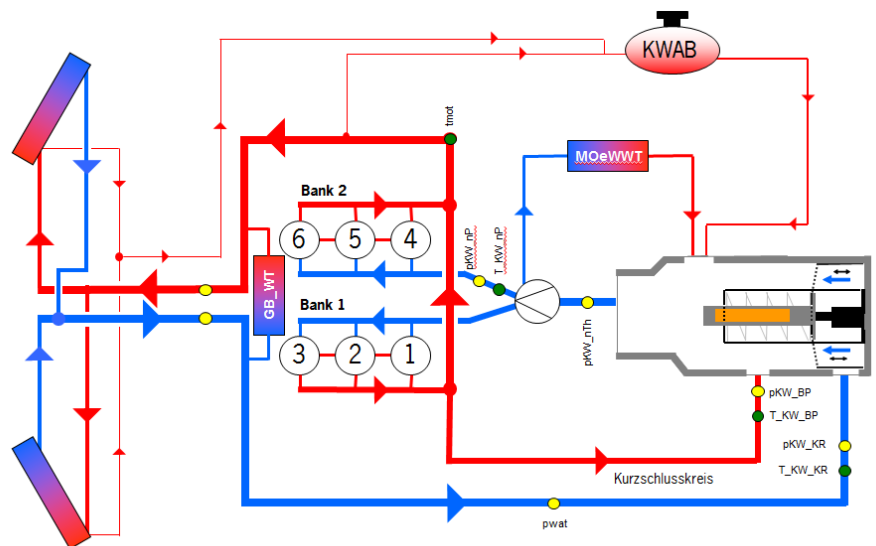 KWAB
tmot
MOeWWT
Bank 2
6
5
4
pKW_nP
T_KW_nP
GB_WT
Bank 1
3
2
1
pKW_nTh
pKW_BP
T_KW_BP
pKW_KR
T_KW_KR
Kurzschlusskreis
pwat